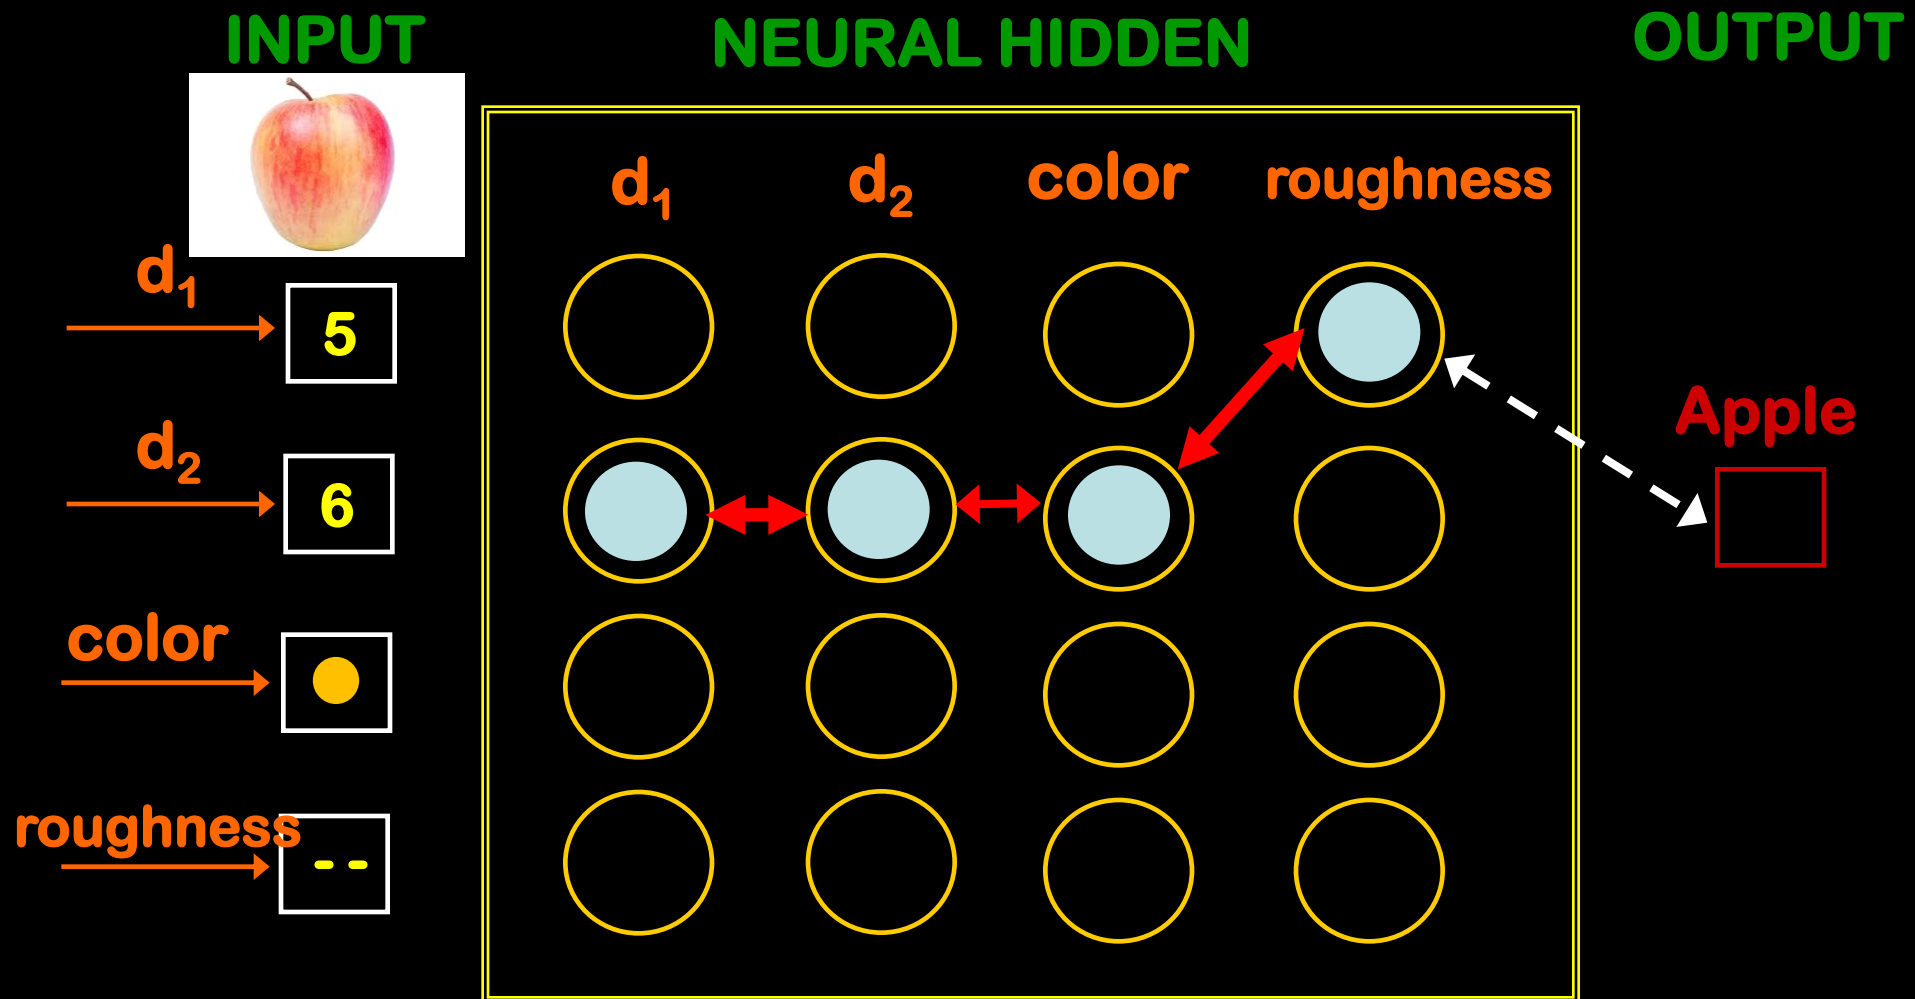 INPUT
NEURAL HIDDEN
OUTPUT
d₁
d₂
color
roughness
d₁
5
d₂
6
color
roughness
--
Apple